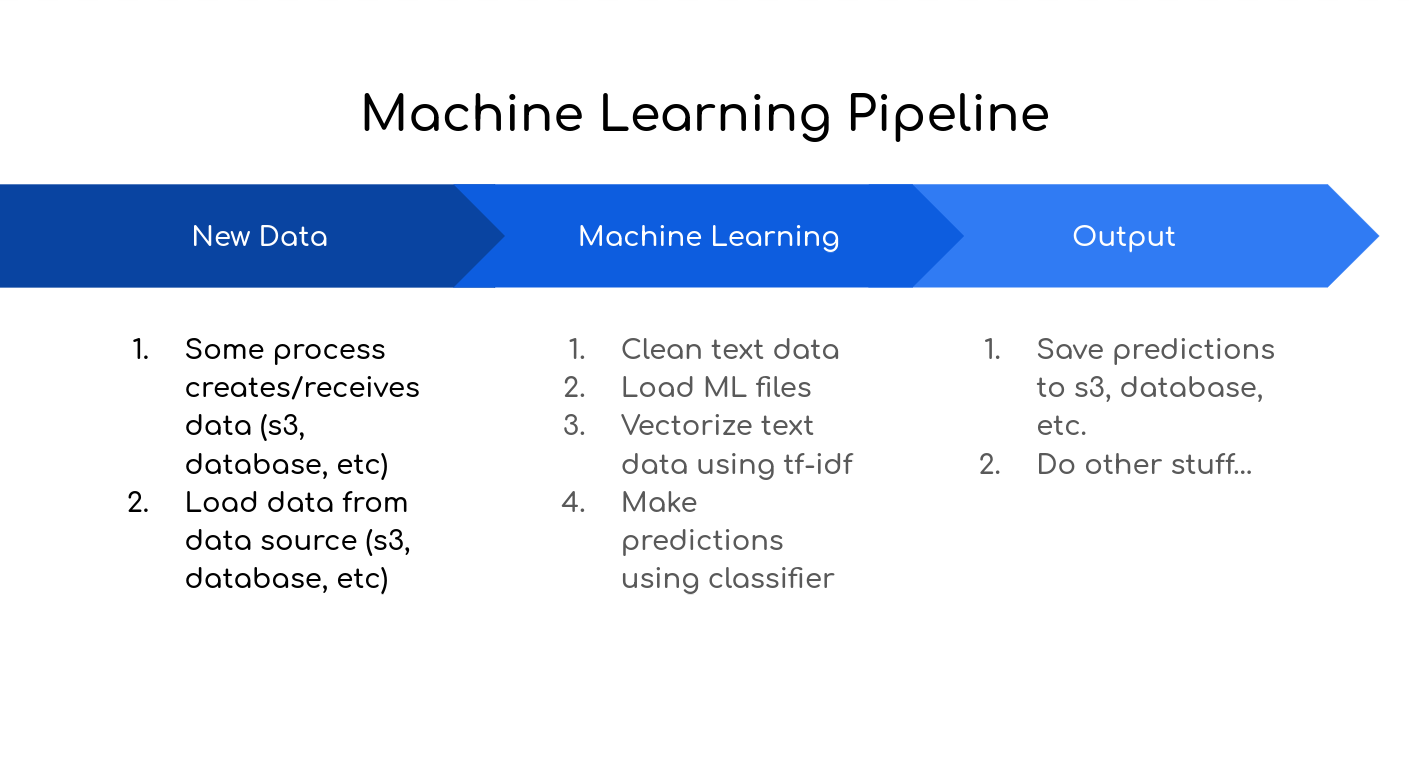 Machine Learning Pipeline
New Data
Machine Learning
Output
1. Some process
creates/receives
data (s3,
database, etc)
2. Load data from
data source (s3,
database, etc)
1. Clean text data
2. Load ML files
3. Vectorize text
data using tf-idf
4. Make
predictions
using classifier
1. Save predictions
to s3, database,
etc.
2. Do other stuff...